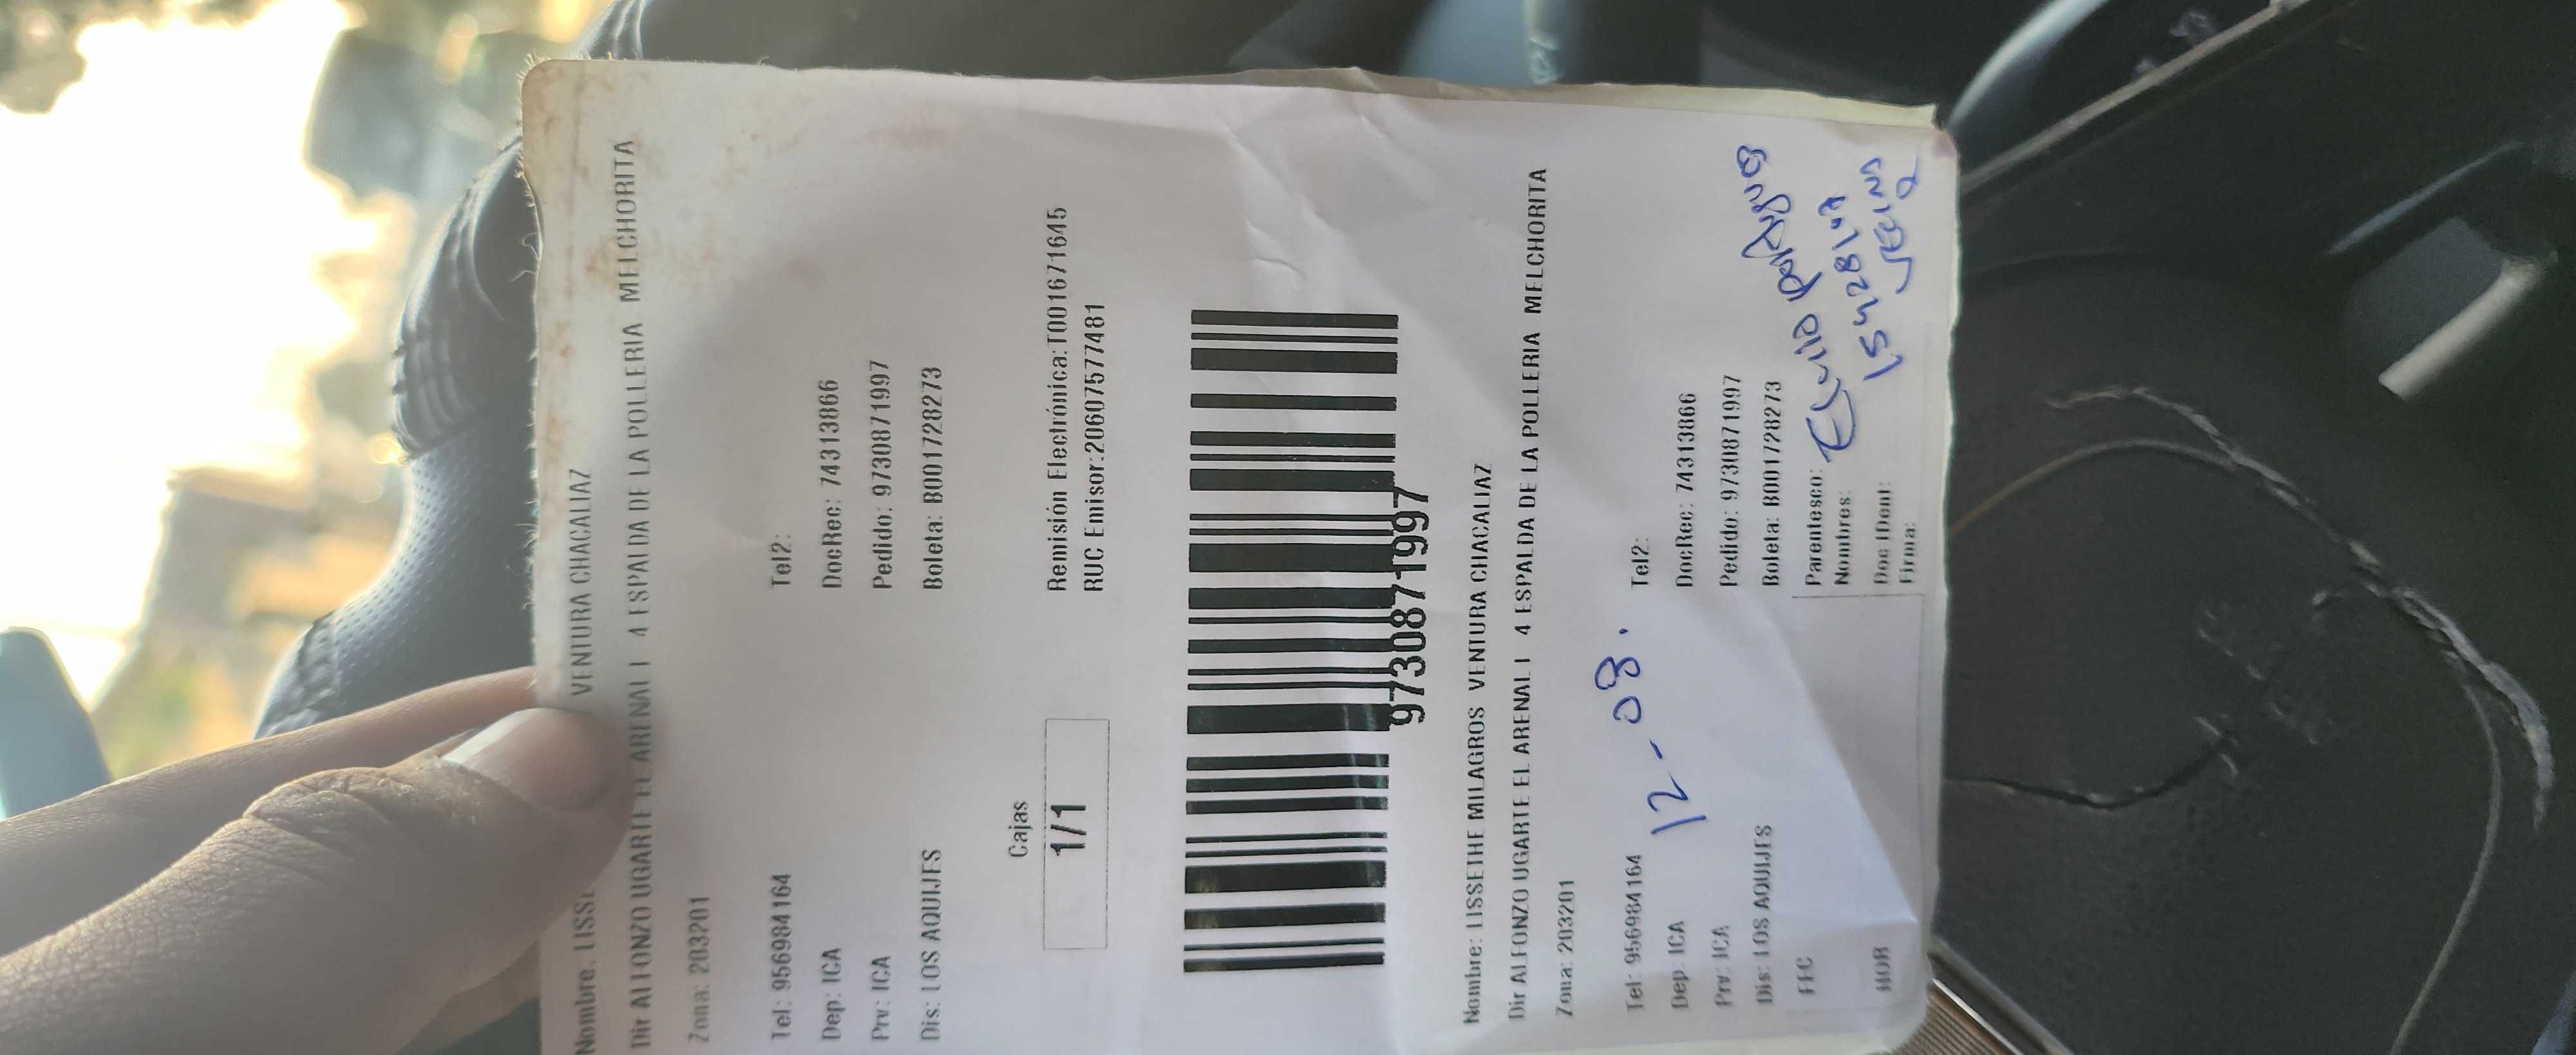 Nombre: LISS
VENTURA CHACALIAZ
Dir ALFONZO UGARTE EL ARENAL I 4 ESPALDA DE LA POLLERIA MELCHORITA
Zona: 203201
Tel: 956984164 Tel2:
Dep: ICA DocRec: 74313866
Prv: ICA Pedido: 9730871997
Dis: LOS AQUIJES Boleta: B001728273
Cajas
1/1
Remisión Electrónica:T001671645
RUC Emisor:20607577481
9730871997
Nombre: LISSETHE MILAGROS VENTURA CHACALIAZ
Dir ALFONZO UGARTE EL ARENAL I 4 ESPALDA DE LA POLLERIA MELCHORITA
Zona: 203201
Tel: 956984164 Tel2:
12-08.
Dep: ICA DocRec: 74313866
Prv: ICA Pedido: 9730871997
Dis: LOS AQUIJES Boleta: B001728273
FEC
HOR
Parentesco:
Nombres:
Doc IDent:
Firma: